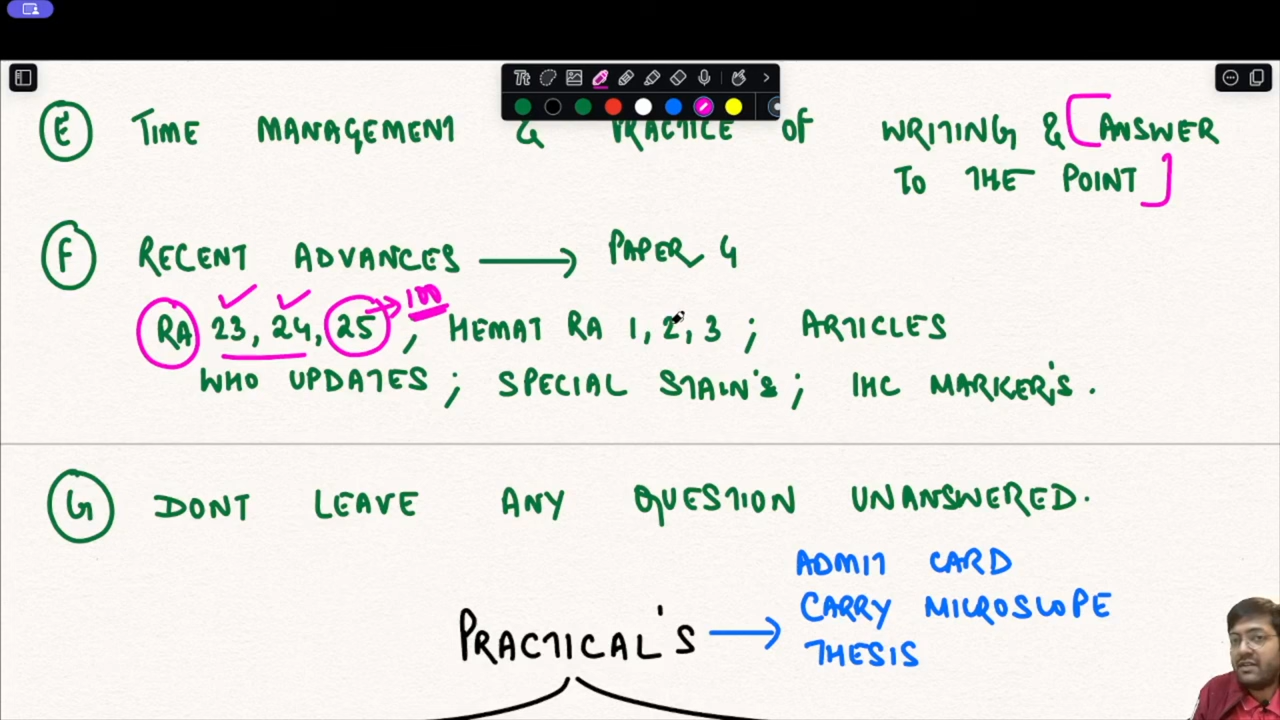 Tt
E TIME MANAGEMENT & PRACTICE OF WRITING & [ANSWER
TO THE POINT]
F RECENT ADVANCES → PAPER 4
RA 23, 24, 25 → 100 ; HEMAT RA 1, 2, 3 ; ARTICLES
WHO UPDATES ; SPECIAL STAIN'S ; IHC MARKER'S .
G DONT LEAVE ANY QUESTION UNANSWERED.
ADMIT CARD
PRACTICAL'S → CARRY MICROSCOPE
THESIS